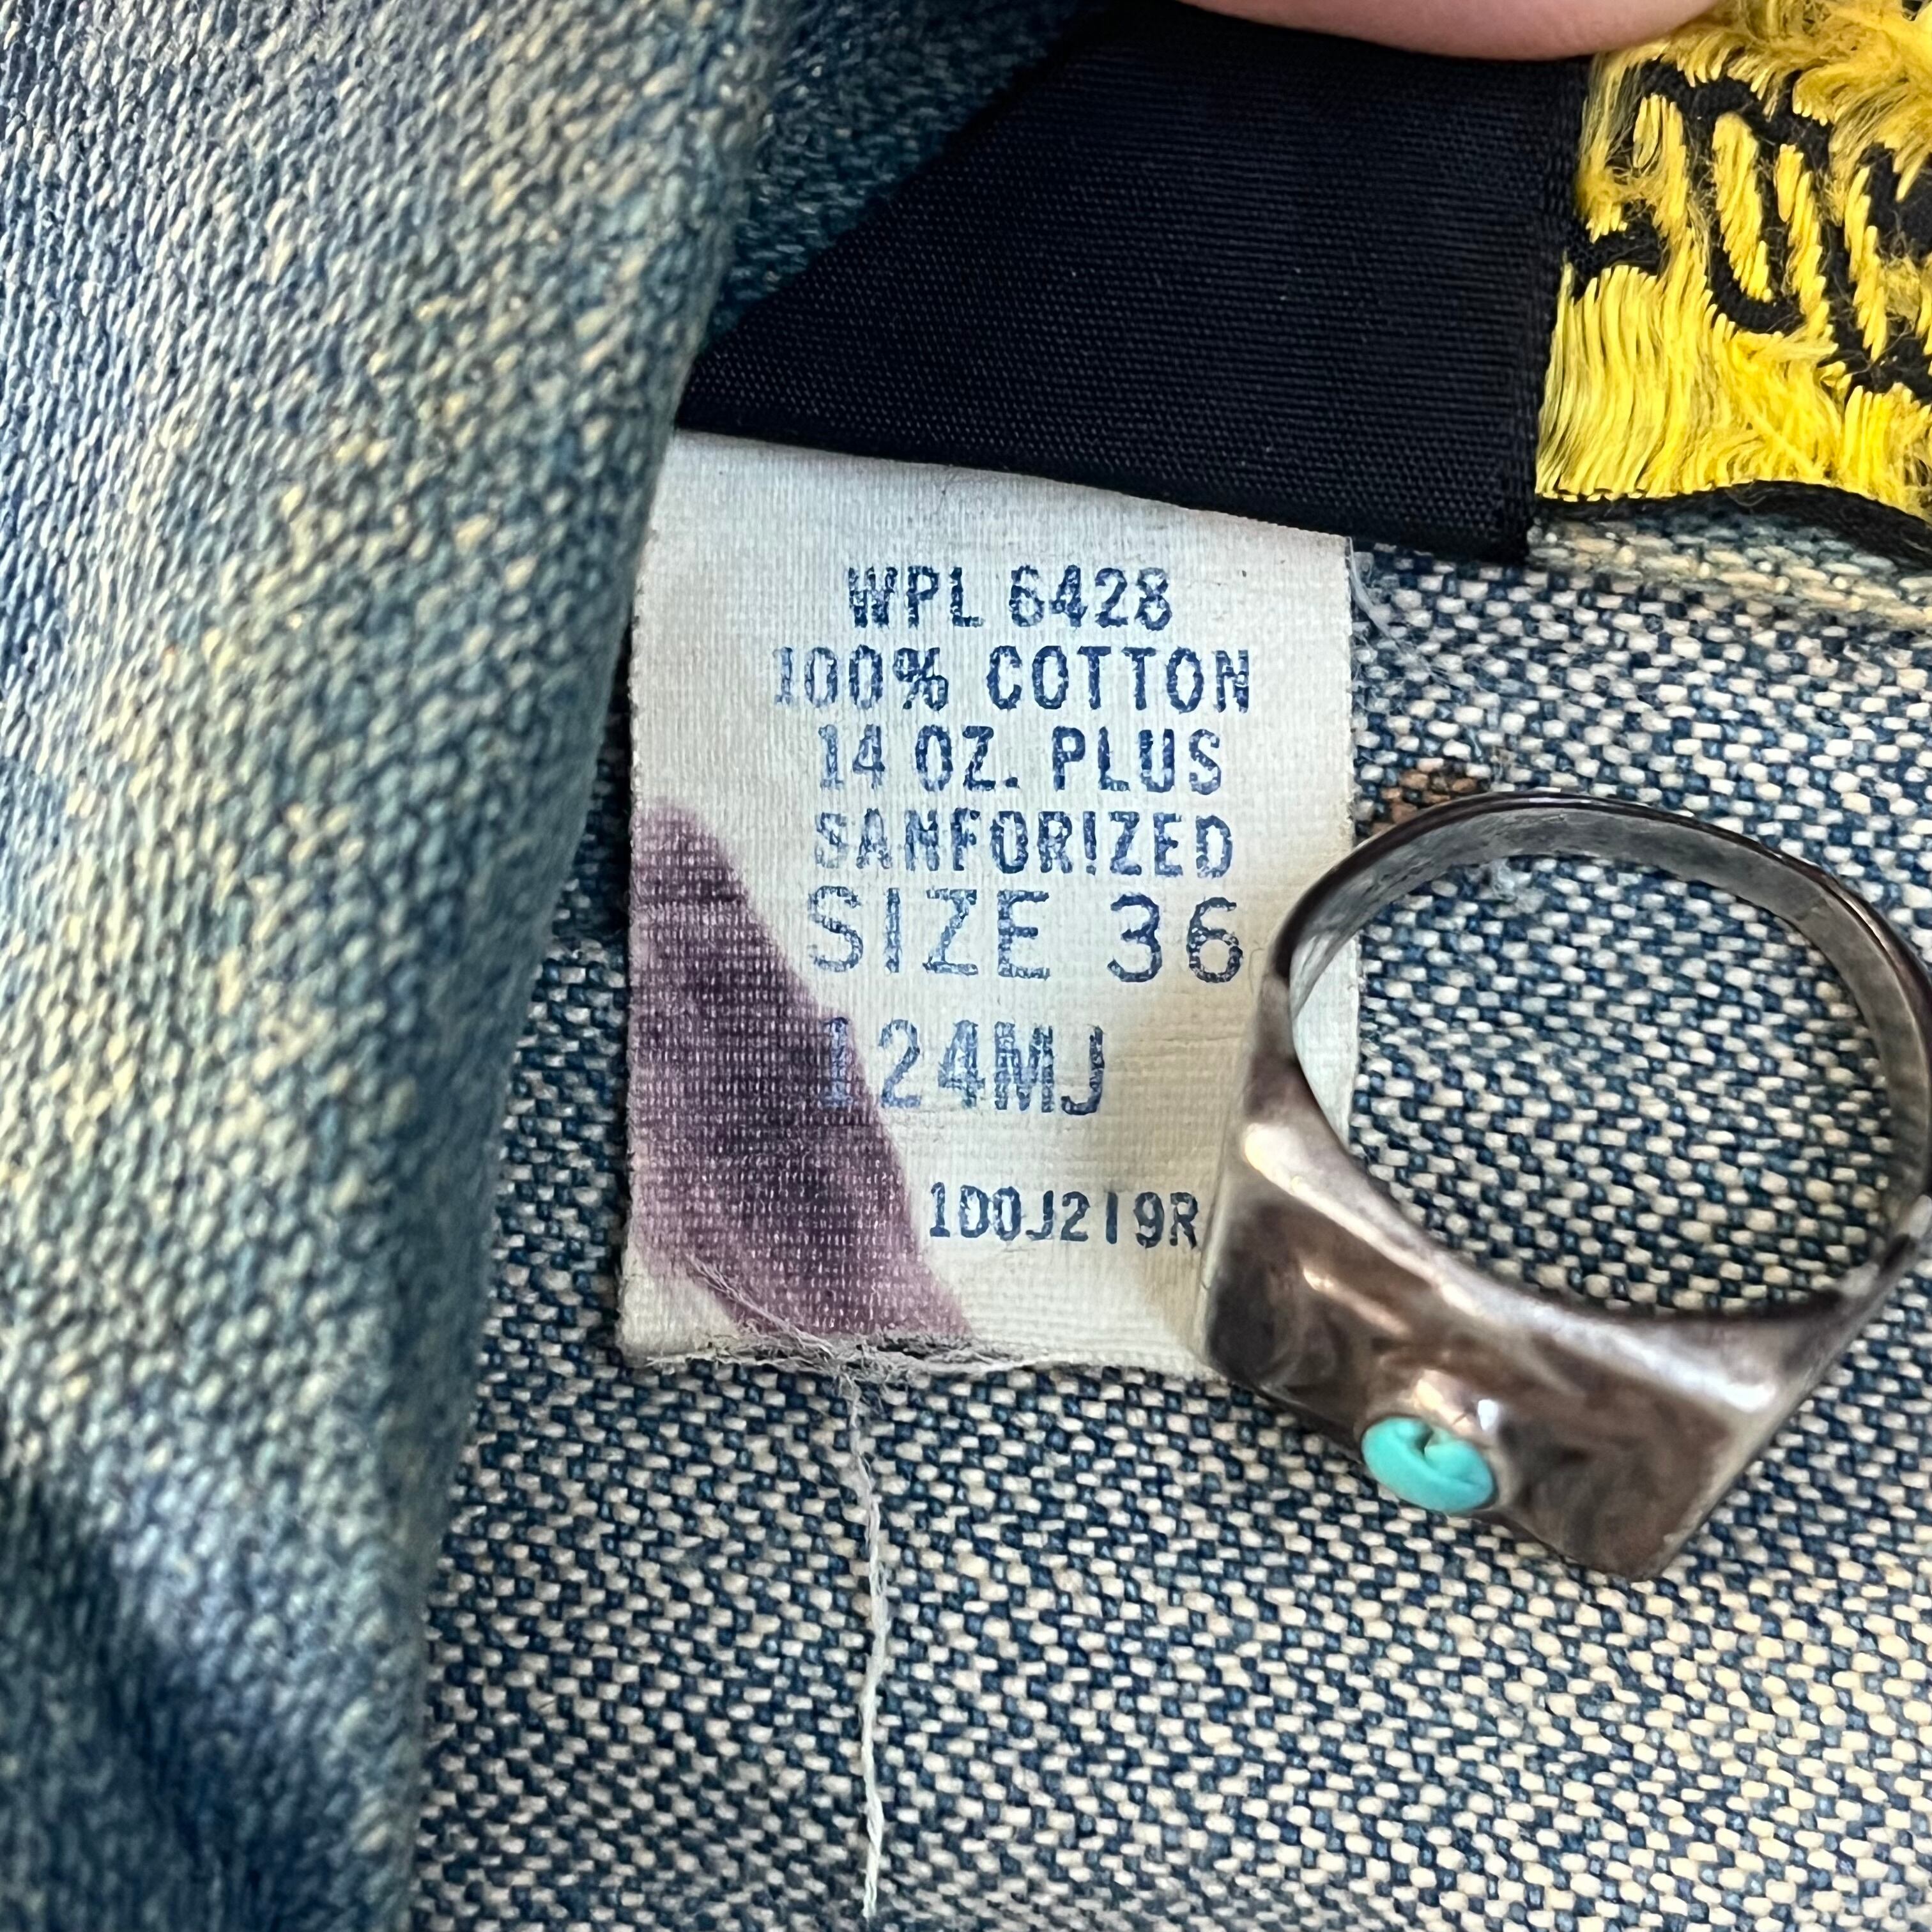 WPL 6428
100% COTTON
14 OZ. PLUS
SANFORIZED
SIZE 36
124MJ
1D0J219R